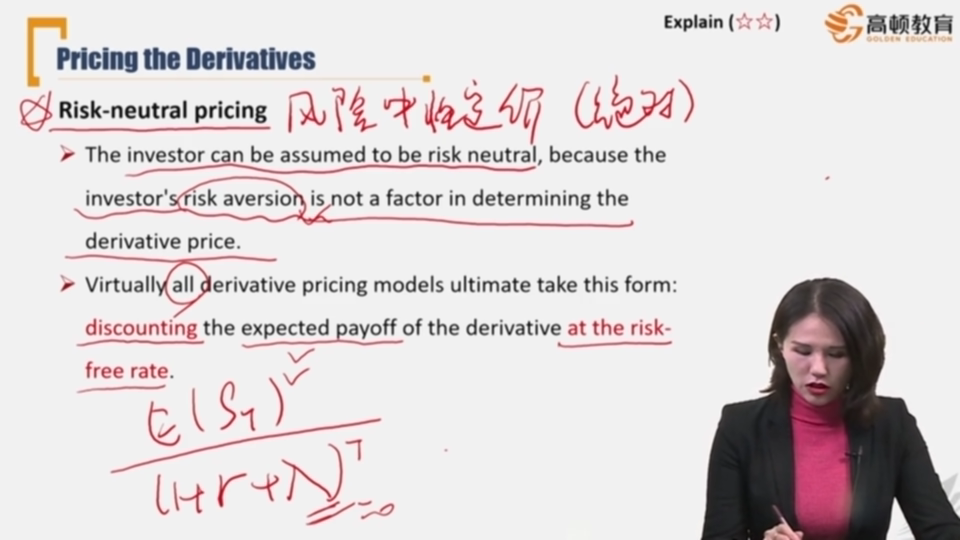 Explain (☆☆)
高顿教育
GOLDEN EDUCATION
Pricing the Derivatives
Risk-neutral pricing 风险中性定价 (绝对)
The investor can be assumed to be risk neutral, because the
investor's risk aversion is not a factor in determining the
derivative price.
Virtually all derivative pricing models ultimate take this form:
discounting the expected payoff of the derivative at the risk-
free rate.
E(S_T)
(1+r+λ)^T
=0